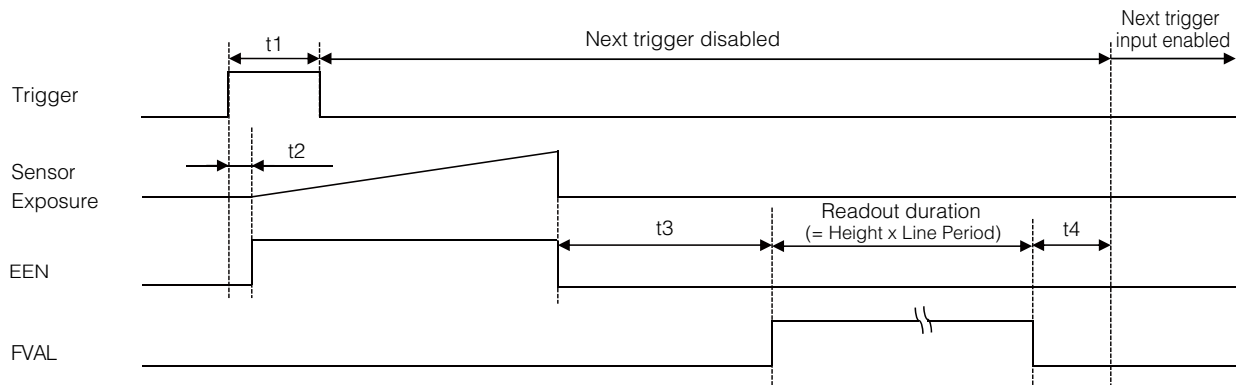 Next trigger
input enabled
t1
Next trigger disabled
Trigger
t2
Sensor
Exposure
t3
Readout duration
(= Height x Line Period)
t4
EEN
FVAL